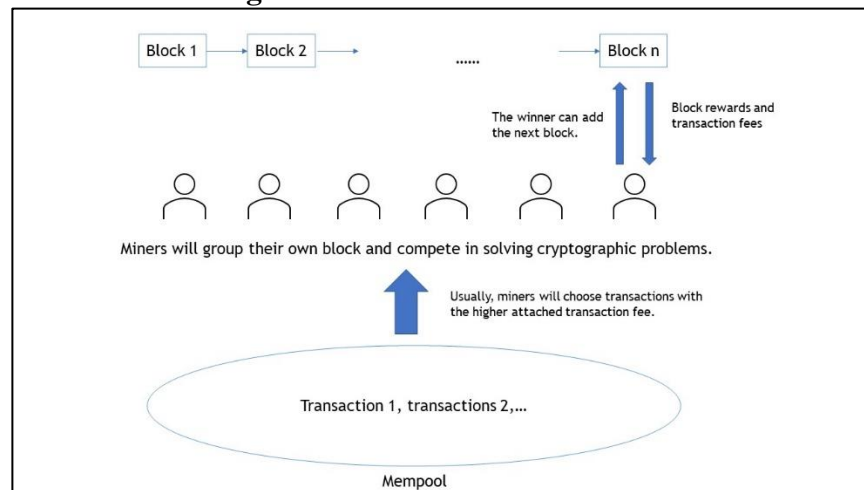 Block 1
Block 2
......
Block n
The winner can add
the next block.
Block rewards and
transaction fees
Miners will group their own block and compete in solving cryptographic problems.
Usually, miners will choose transactions with
the higher attached transaction fee.
Transaction 1, transactions 2,...
Mempool